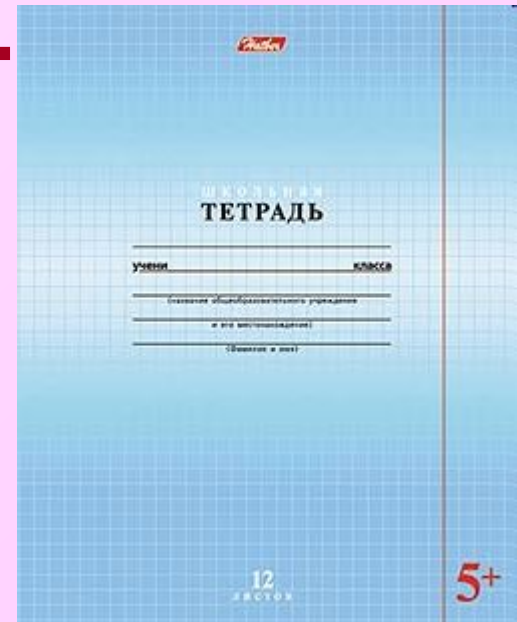 Hatber
ШКОЛЬНАЯ
ТЕТРАДЬ
учени класса
(название общеобразовательного учреждения
и его местонахождение)
(Фамилия и имя)
12
ЛИСТОВ
5+